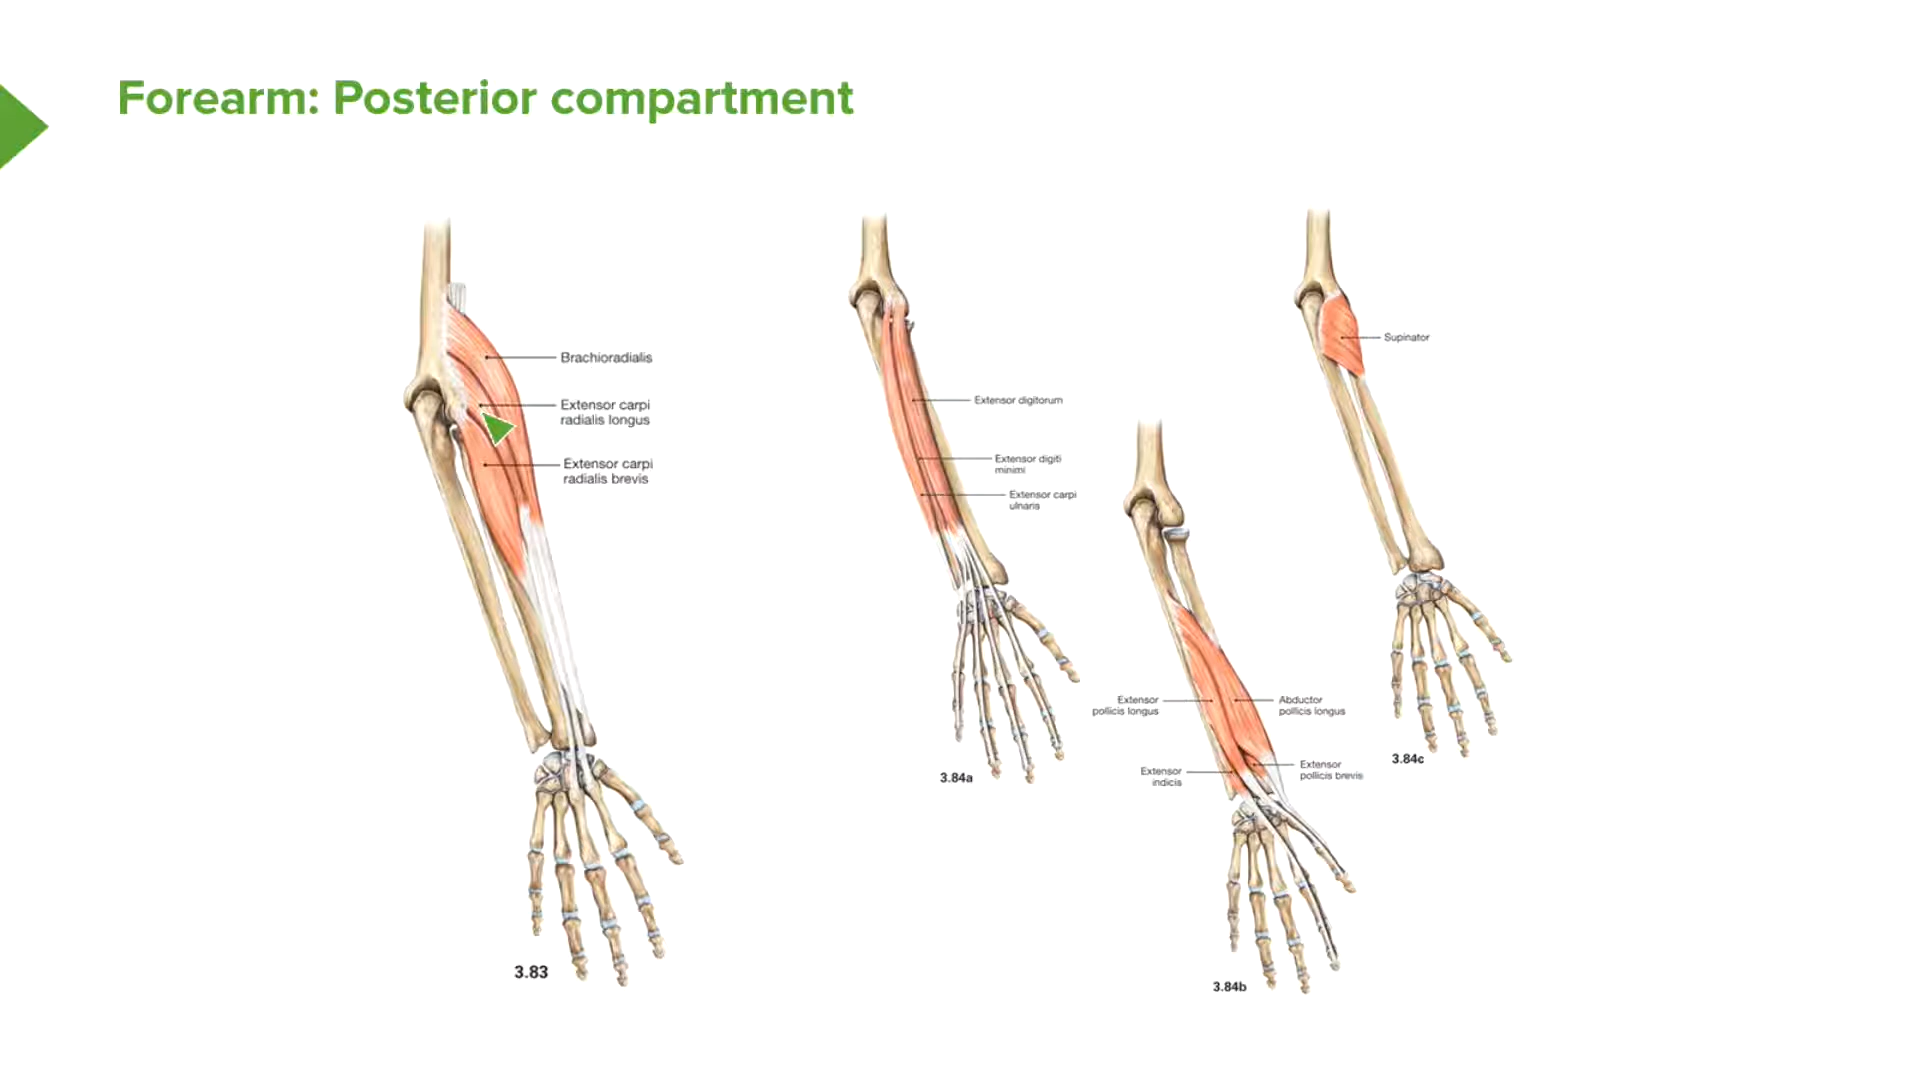 Forearm: Posterior compartment
Brachioradialis
Extensor carpi
radialis longus
Extensor carpi
radialis brevis
3.83
Extensor digitorum
Extensor digiti
minimi
Extensor carpi
ulnaris
3.84a
Extensor
pollicis longus
Abductor
pollicis longus
Extensor
indicis
Extensor
pollicis brevis
3.84b
Supinator
3.84c